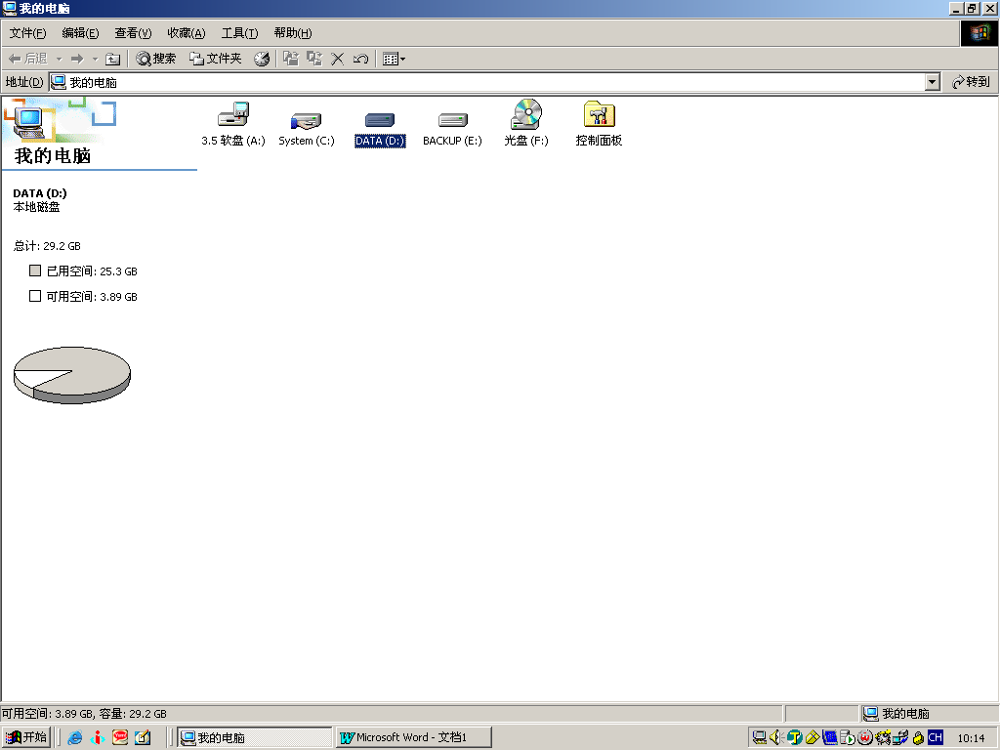 我的电脑
文件(F) 编辑(E) 查看(V) 收藏(A) 工具(T) 帮助(H)
后退 搜索 文件夹
地址(D) 我的电脑 转到
3.5 软盘 (A:) System (C:) DATA (D:) BACKUP (E:) 光盘 (F:) 控制面板
我的电脑
DATA (D:)
本地磁盘
总计: 29.2 GB
已用空间: 25.3 GB
可用空间: 3.89 GB
可用空间: 3.89 GB, 容量: 29.2 GB 我的电脑
开始 我的电脑 Microsoft Word - 文档1 CH 10:14